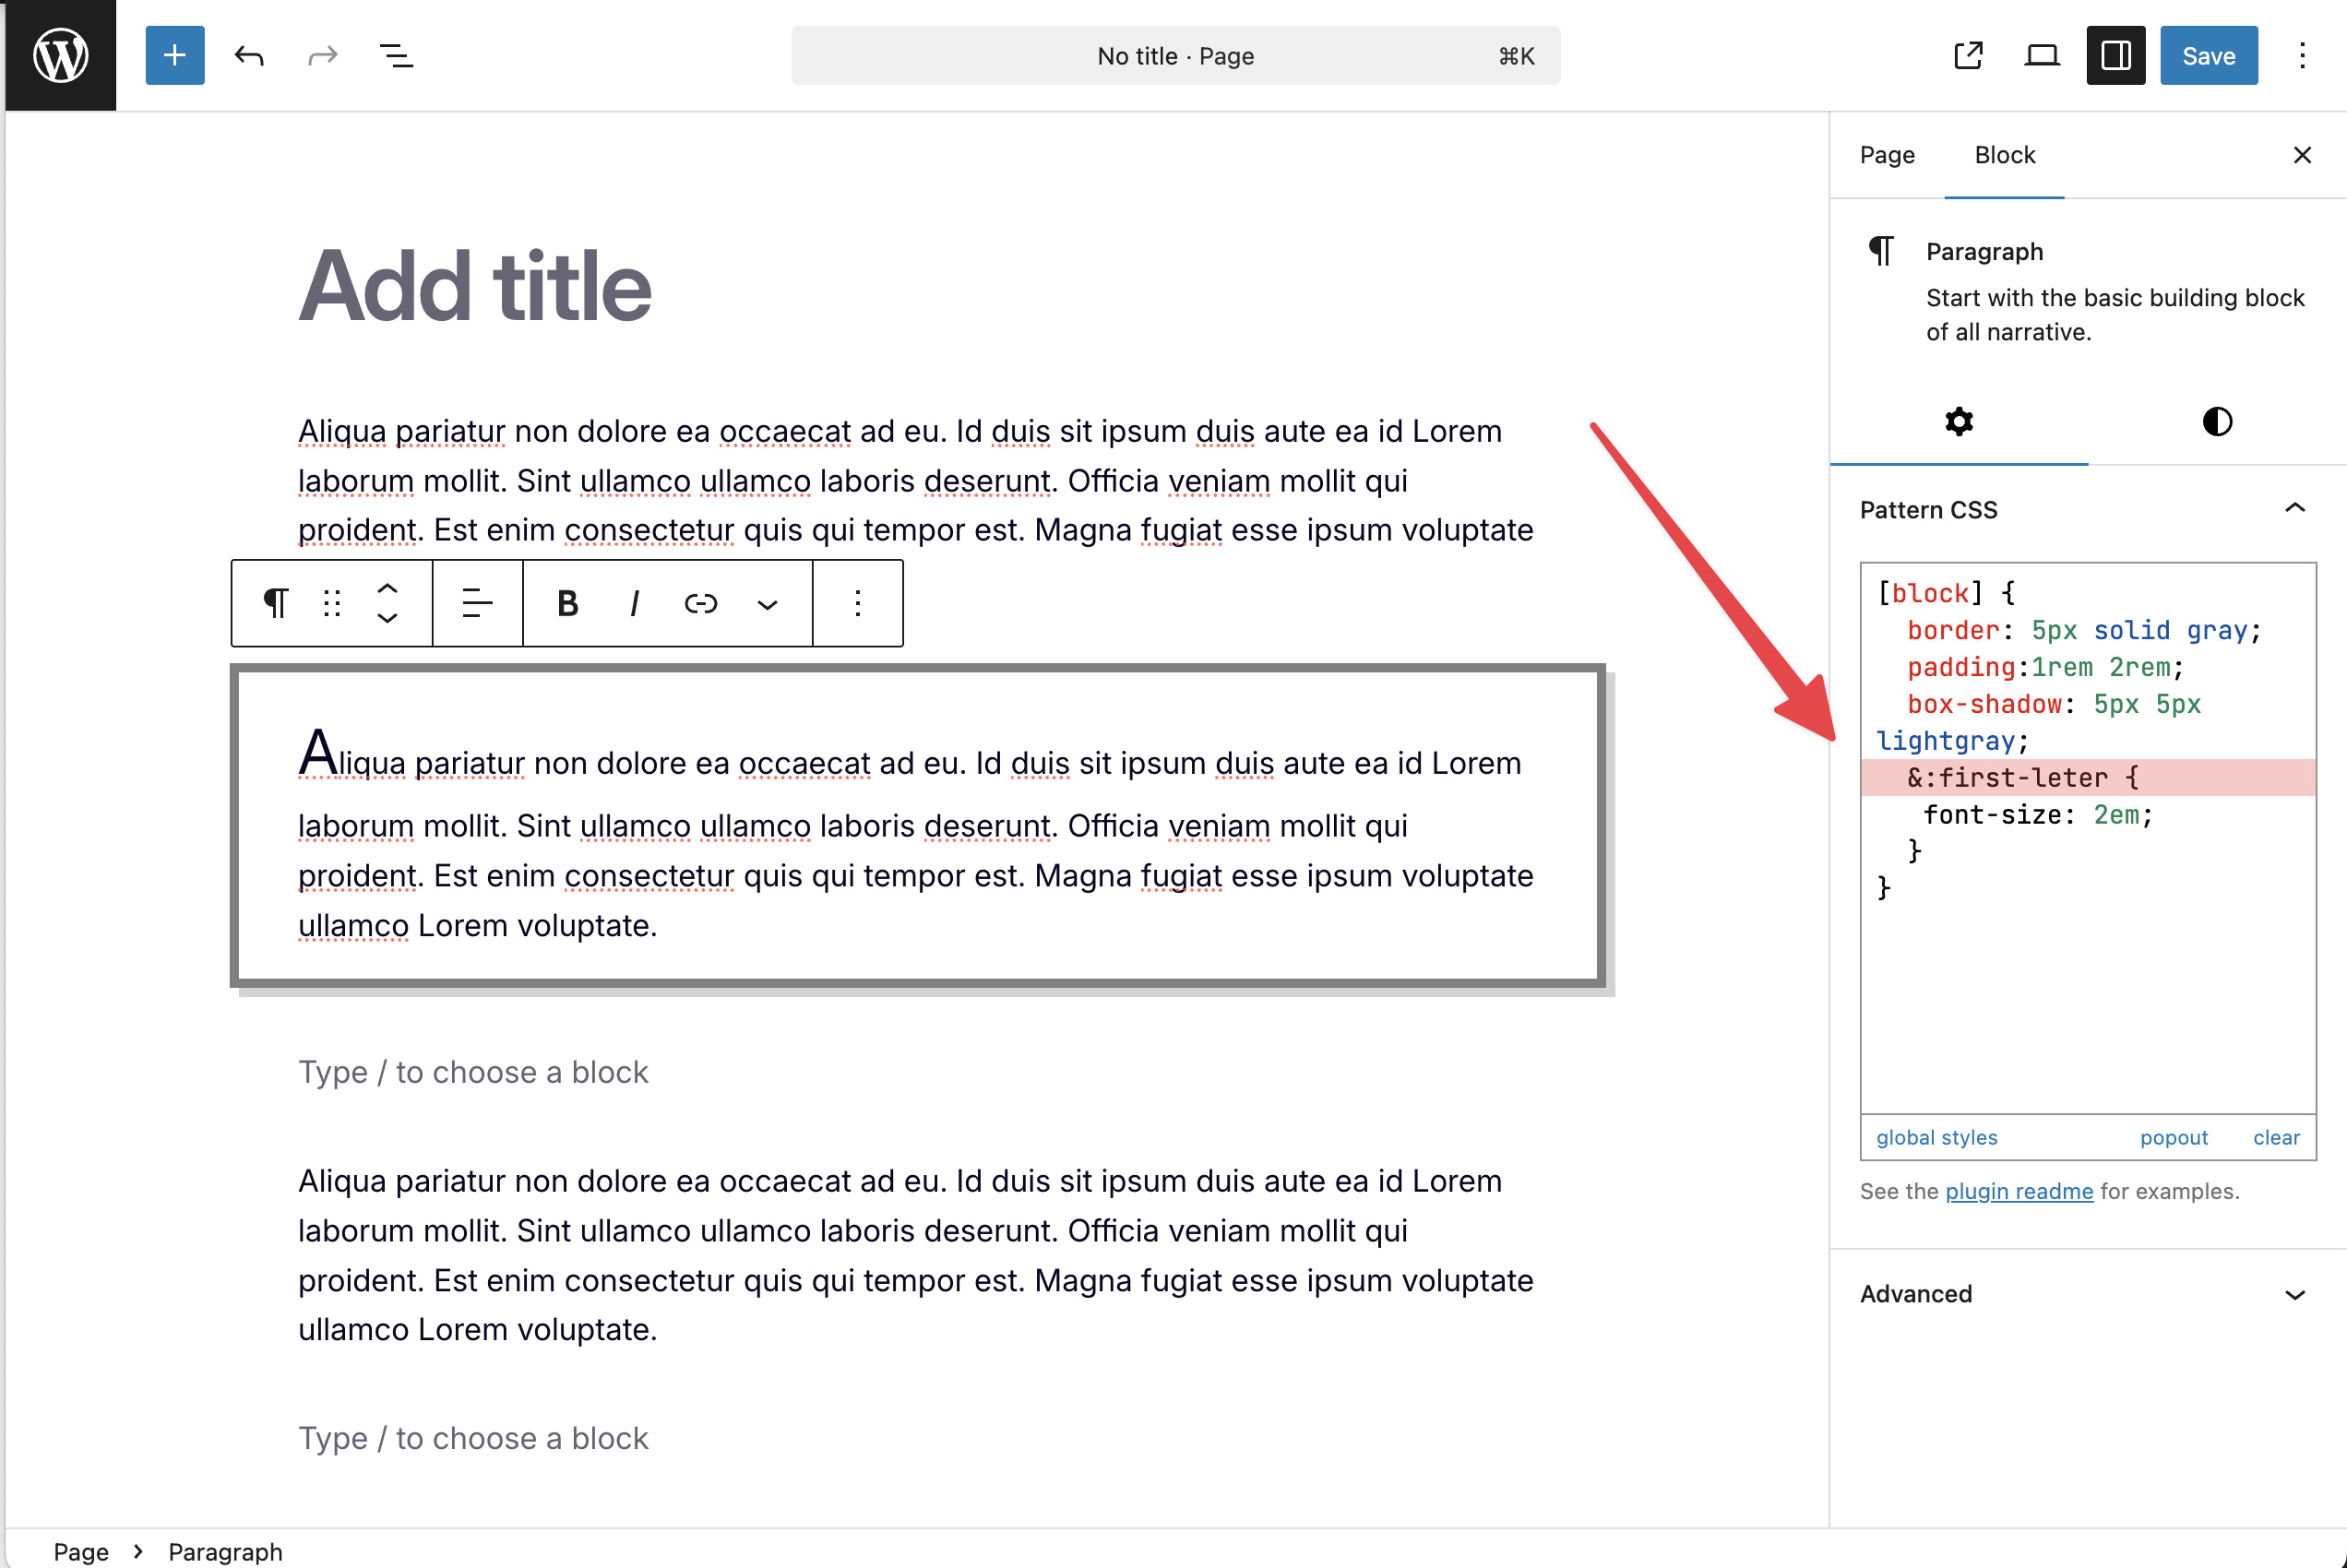 No title · Page ⌘K
Save
Add title
Aliqua pariatur non dolore ea occaecat ad eu. Id duis sit ipsum duis aute ea id Lorem
laborum mollit. Sint ullamco ullamco laboris deserunt. Officia veniam mollit qui
proident. Est enim consectetur quis qui tempor est. Magna fugiat esse ipsum voluptate
B I
Aliqua pariatur non dolore ea occaecat ad eu. Id duis sit ipsum duis aute ea id Lorem
laborum mollit. Sint ullamco ullamco laboris deserunt. Officia veniam mollit qui
proident. Est enim consectetur quis qui tempor est. Magna fugiat esse ipsum voluptate
ullamco Lorem voluptate.
Type / to choose a block
Aliqua pariatur non dolore ea occaecat ad eu. Id duis sit ipsum duis aute ea id Lorem
laborum mollit. Sint ullamco ullamco laboris deserunt. Officia veniam mollit qui
proident. Est enim consectetur quis qui tempor est. Magna fugiat esse ipsum voluptate
ullamco Lorem voluptate.
Type / to choose a block
Page Block
Paragraph
Start with the basic building block
of all narrative.
Pattern CSS
[block] {
  border: 5px solid gray;
  padding:1rem 2rem;
  box-shadow: 5px 5px
lightgray;
  &:first-leter {
   font-size: 2em;
  }
}
global styles popout clear
See the plugin readme for examples.
Advanced
Page › Paragraph